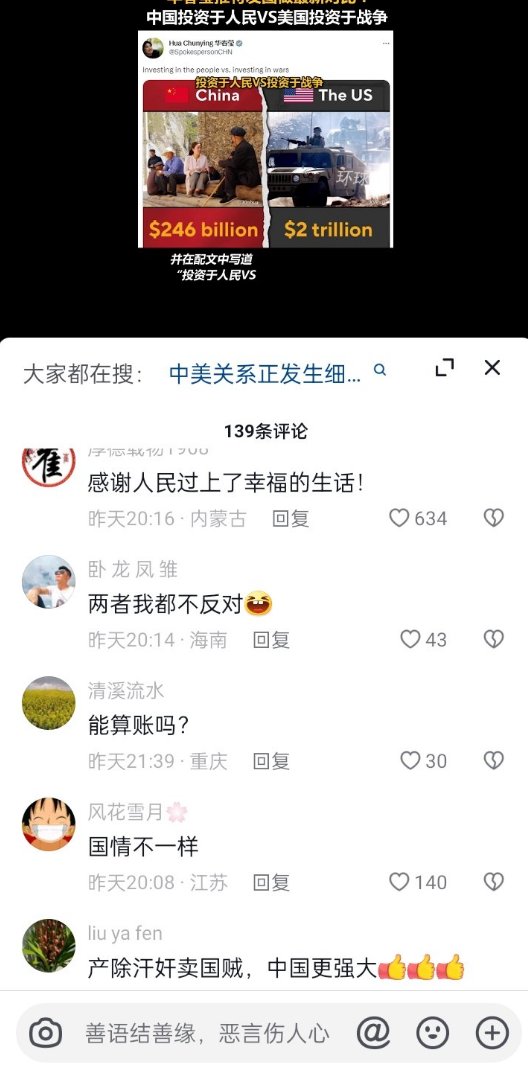 中国投资于人民VS美国投资于战争
Hua Chunying 华春莹
@SpokespersonCHN
Investing in the people vs. investing in wars
投资于人民VS投资于战争
China
The US
环球
$246 billion
$2 trillion
并在配文中写道
“投资于人民VS
大家都在搜： 中美关系正发生细...
139条评论
厚德载物1968
感谢人民过上了幸福的生话！
昨天20:16 · 内蒙古 回复 634
卧 龙 凤 雏
两者我都不反对
昨天20:14 · 海南 回复 43
清溪流水
能算账吗？
昨天21:39 · 重庆 回复 30
风花雪月
国情不一样
昨天20:08 · 江苏 回复 140
liu ya fen
产除汗奸卖国贼，中国更强大
善语结善缘，恶言伤人心